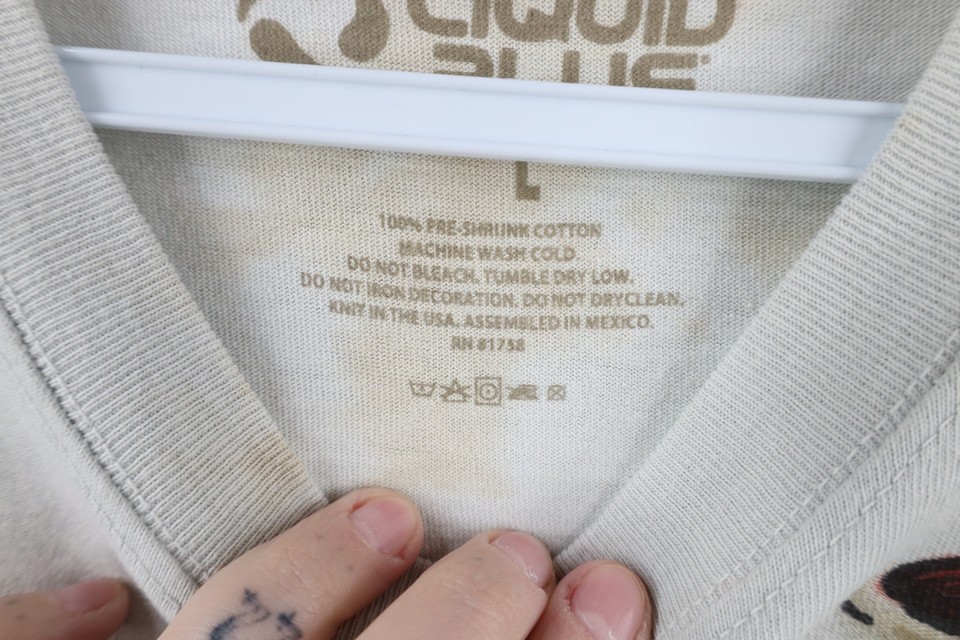 LIQUID
BLUE
L
100% PRE-SHRUNK COTTON
MACHINE WASH COLD.
DO NOT BLEACH. TUMBLE DRY LOW.
DO NOT IRON DECORATION. DO NOT DRYCLEAN.
KNIT IN THE USA. ASSEMBLED IN MEXICO.
RN 61758